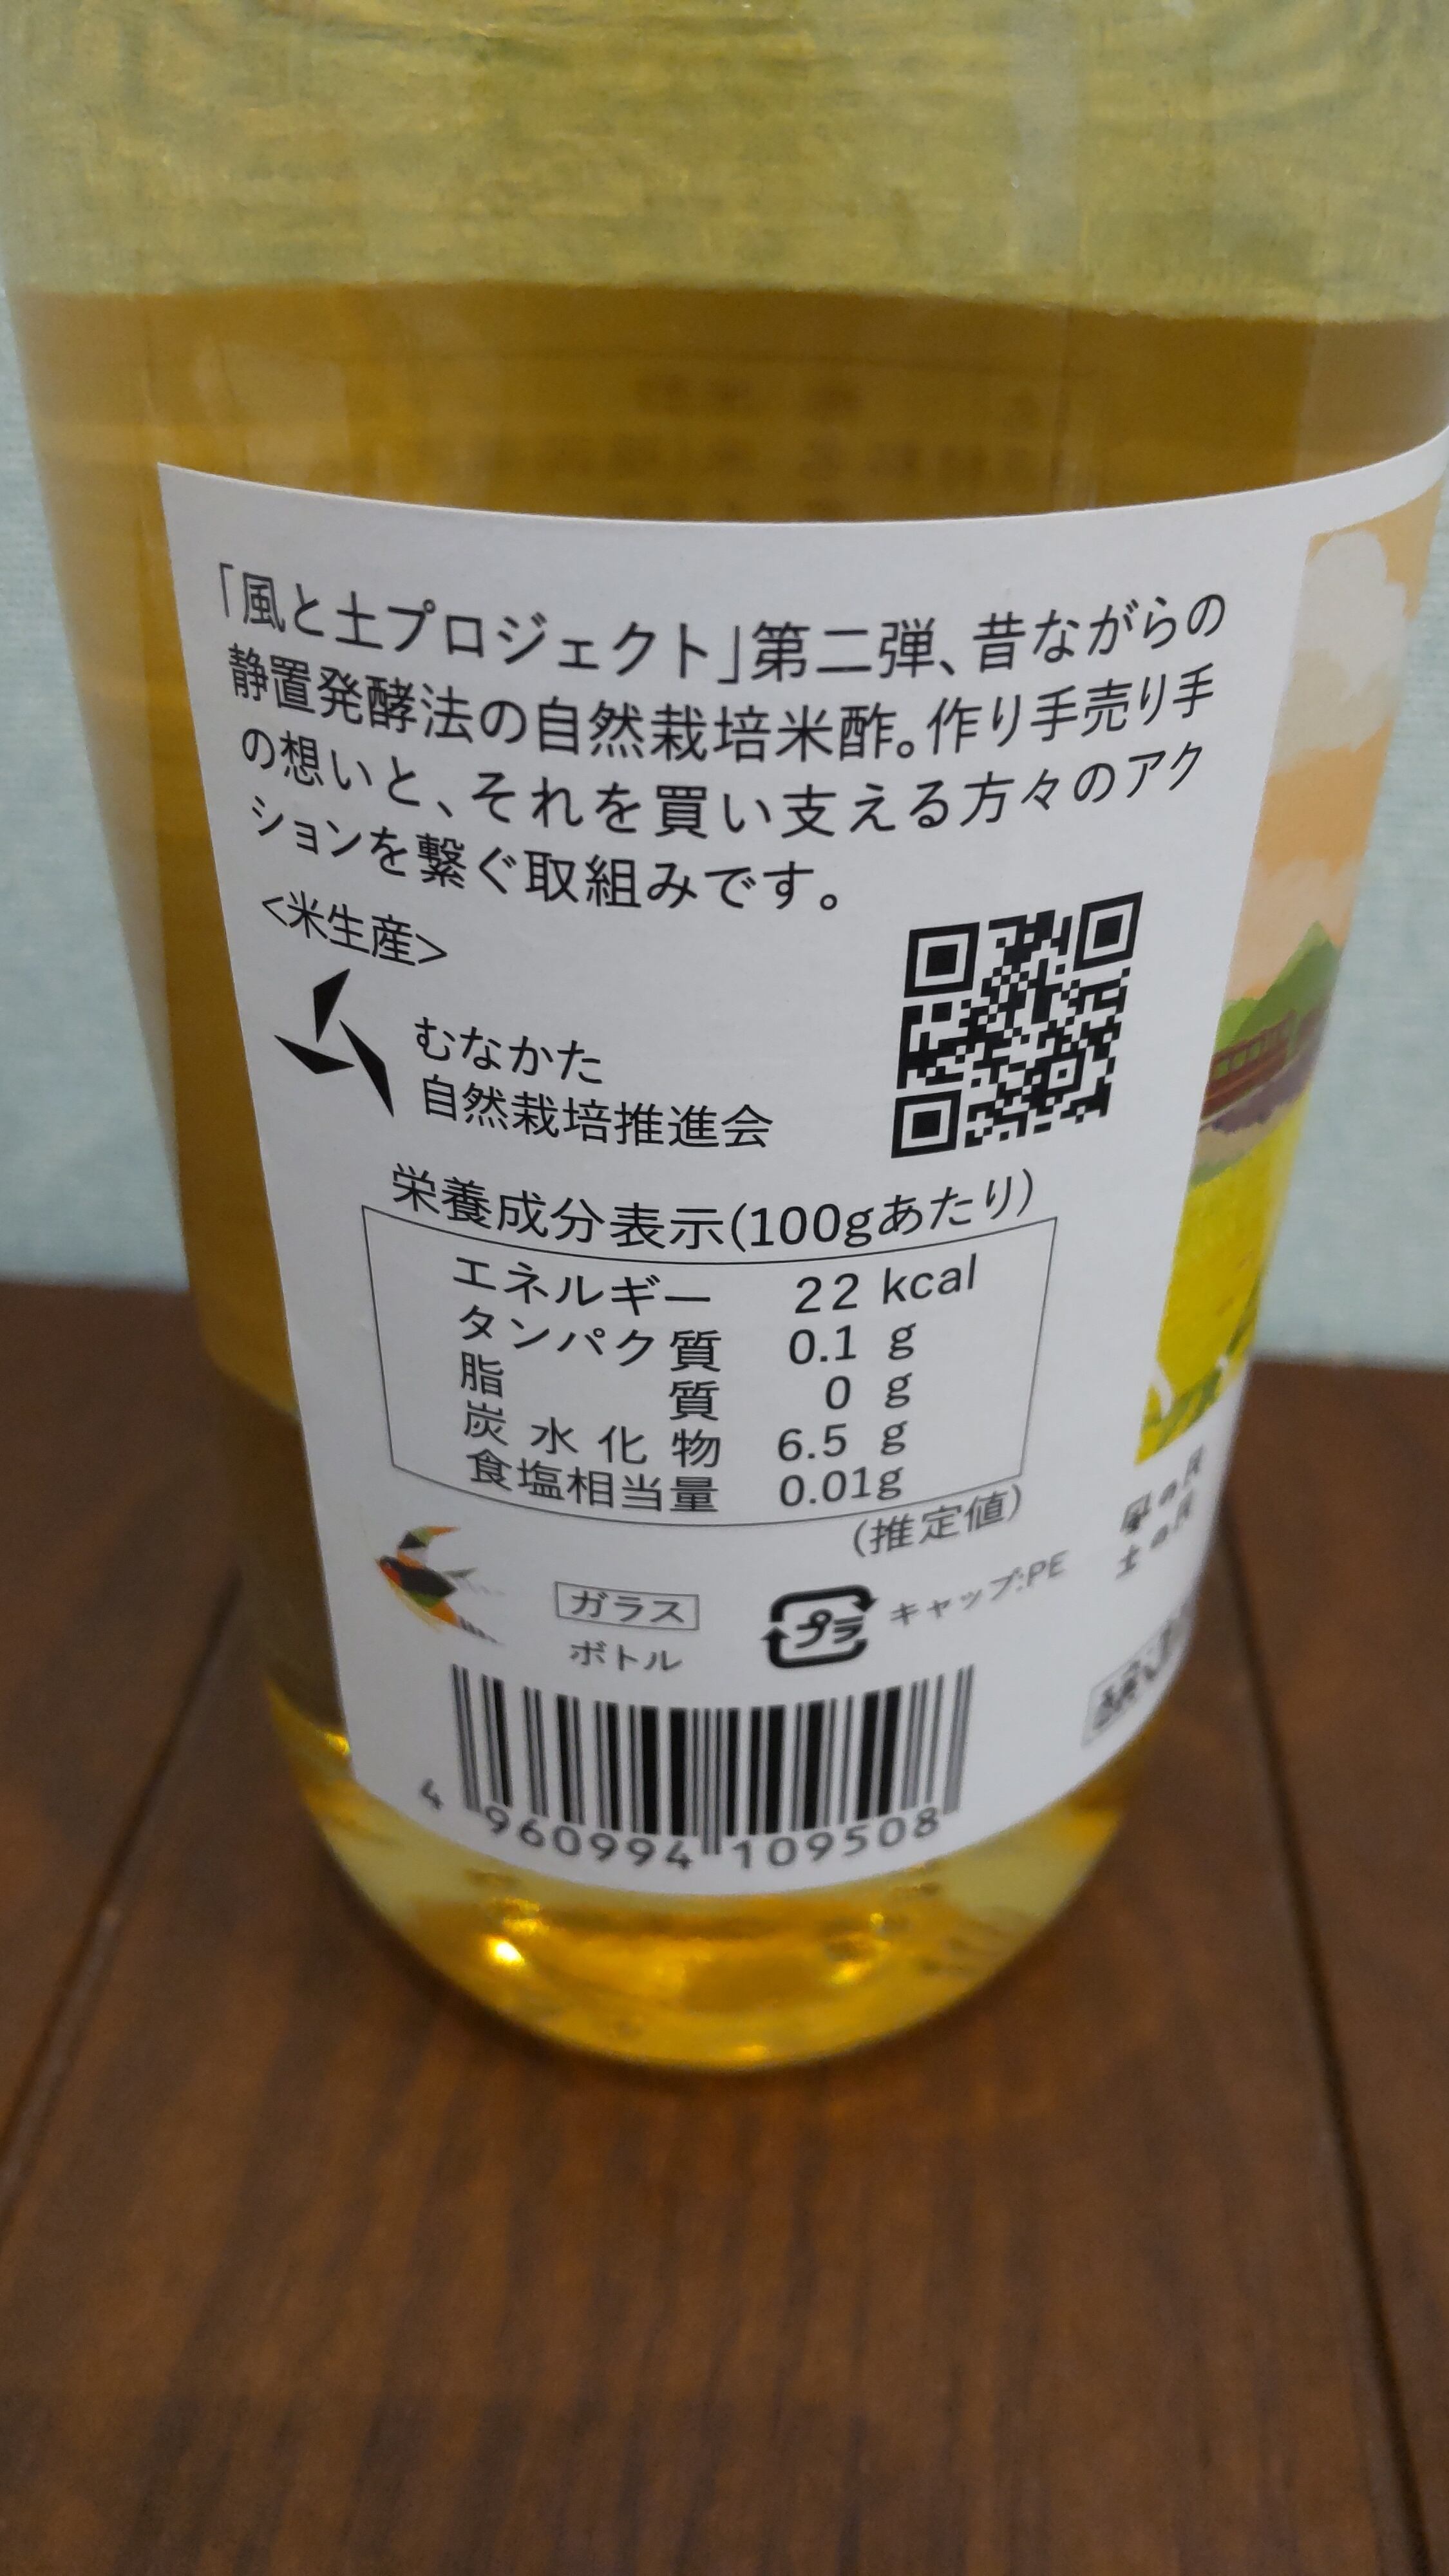 「風と土プロジェクト」第二弾、昔ながらの
静置発酵法の自然栽培米酢。作り手売り手
の想いと、それを買い支える方々のアク
ションを繋ぐ取組みです。
<米生産>
むなかた
自然栽培推進会
栄養成分表示(100gあたり)
エネルギー 22 kcal
タンパク質 0.1 g
脂質 0 g
炭水化物 6.5 g
食塩相当量 0.01g
(推定値)
ガラス
ボトル
プラ
キャップ:PE
4 960994 109508
風の民
土の民